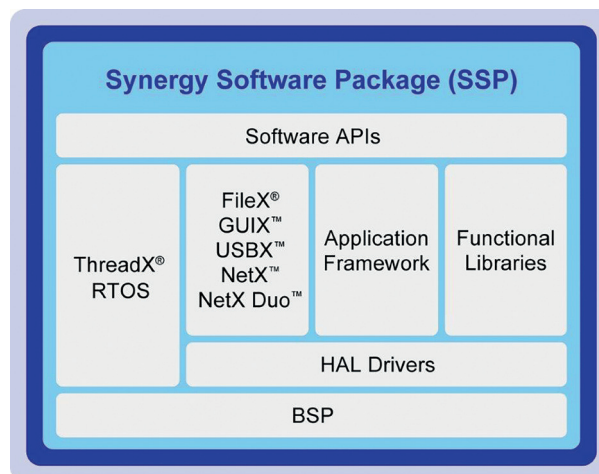 Synergy Software Package (SSP)
Software APIs
ThreadX®
RTOS
FileX®
GUIX™
USBX™
NetX™
NetX Duo™
Application
Framework
Functional
Libraries
HAL Drivers
BSP